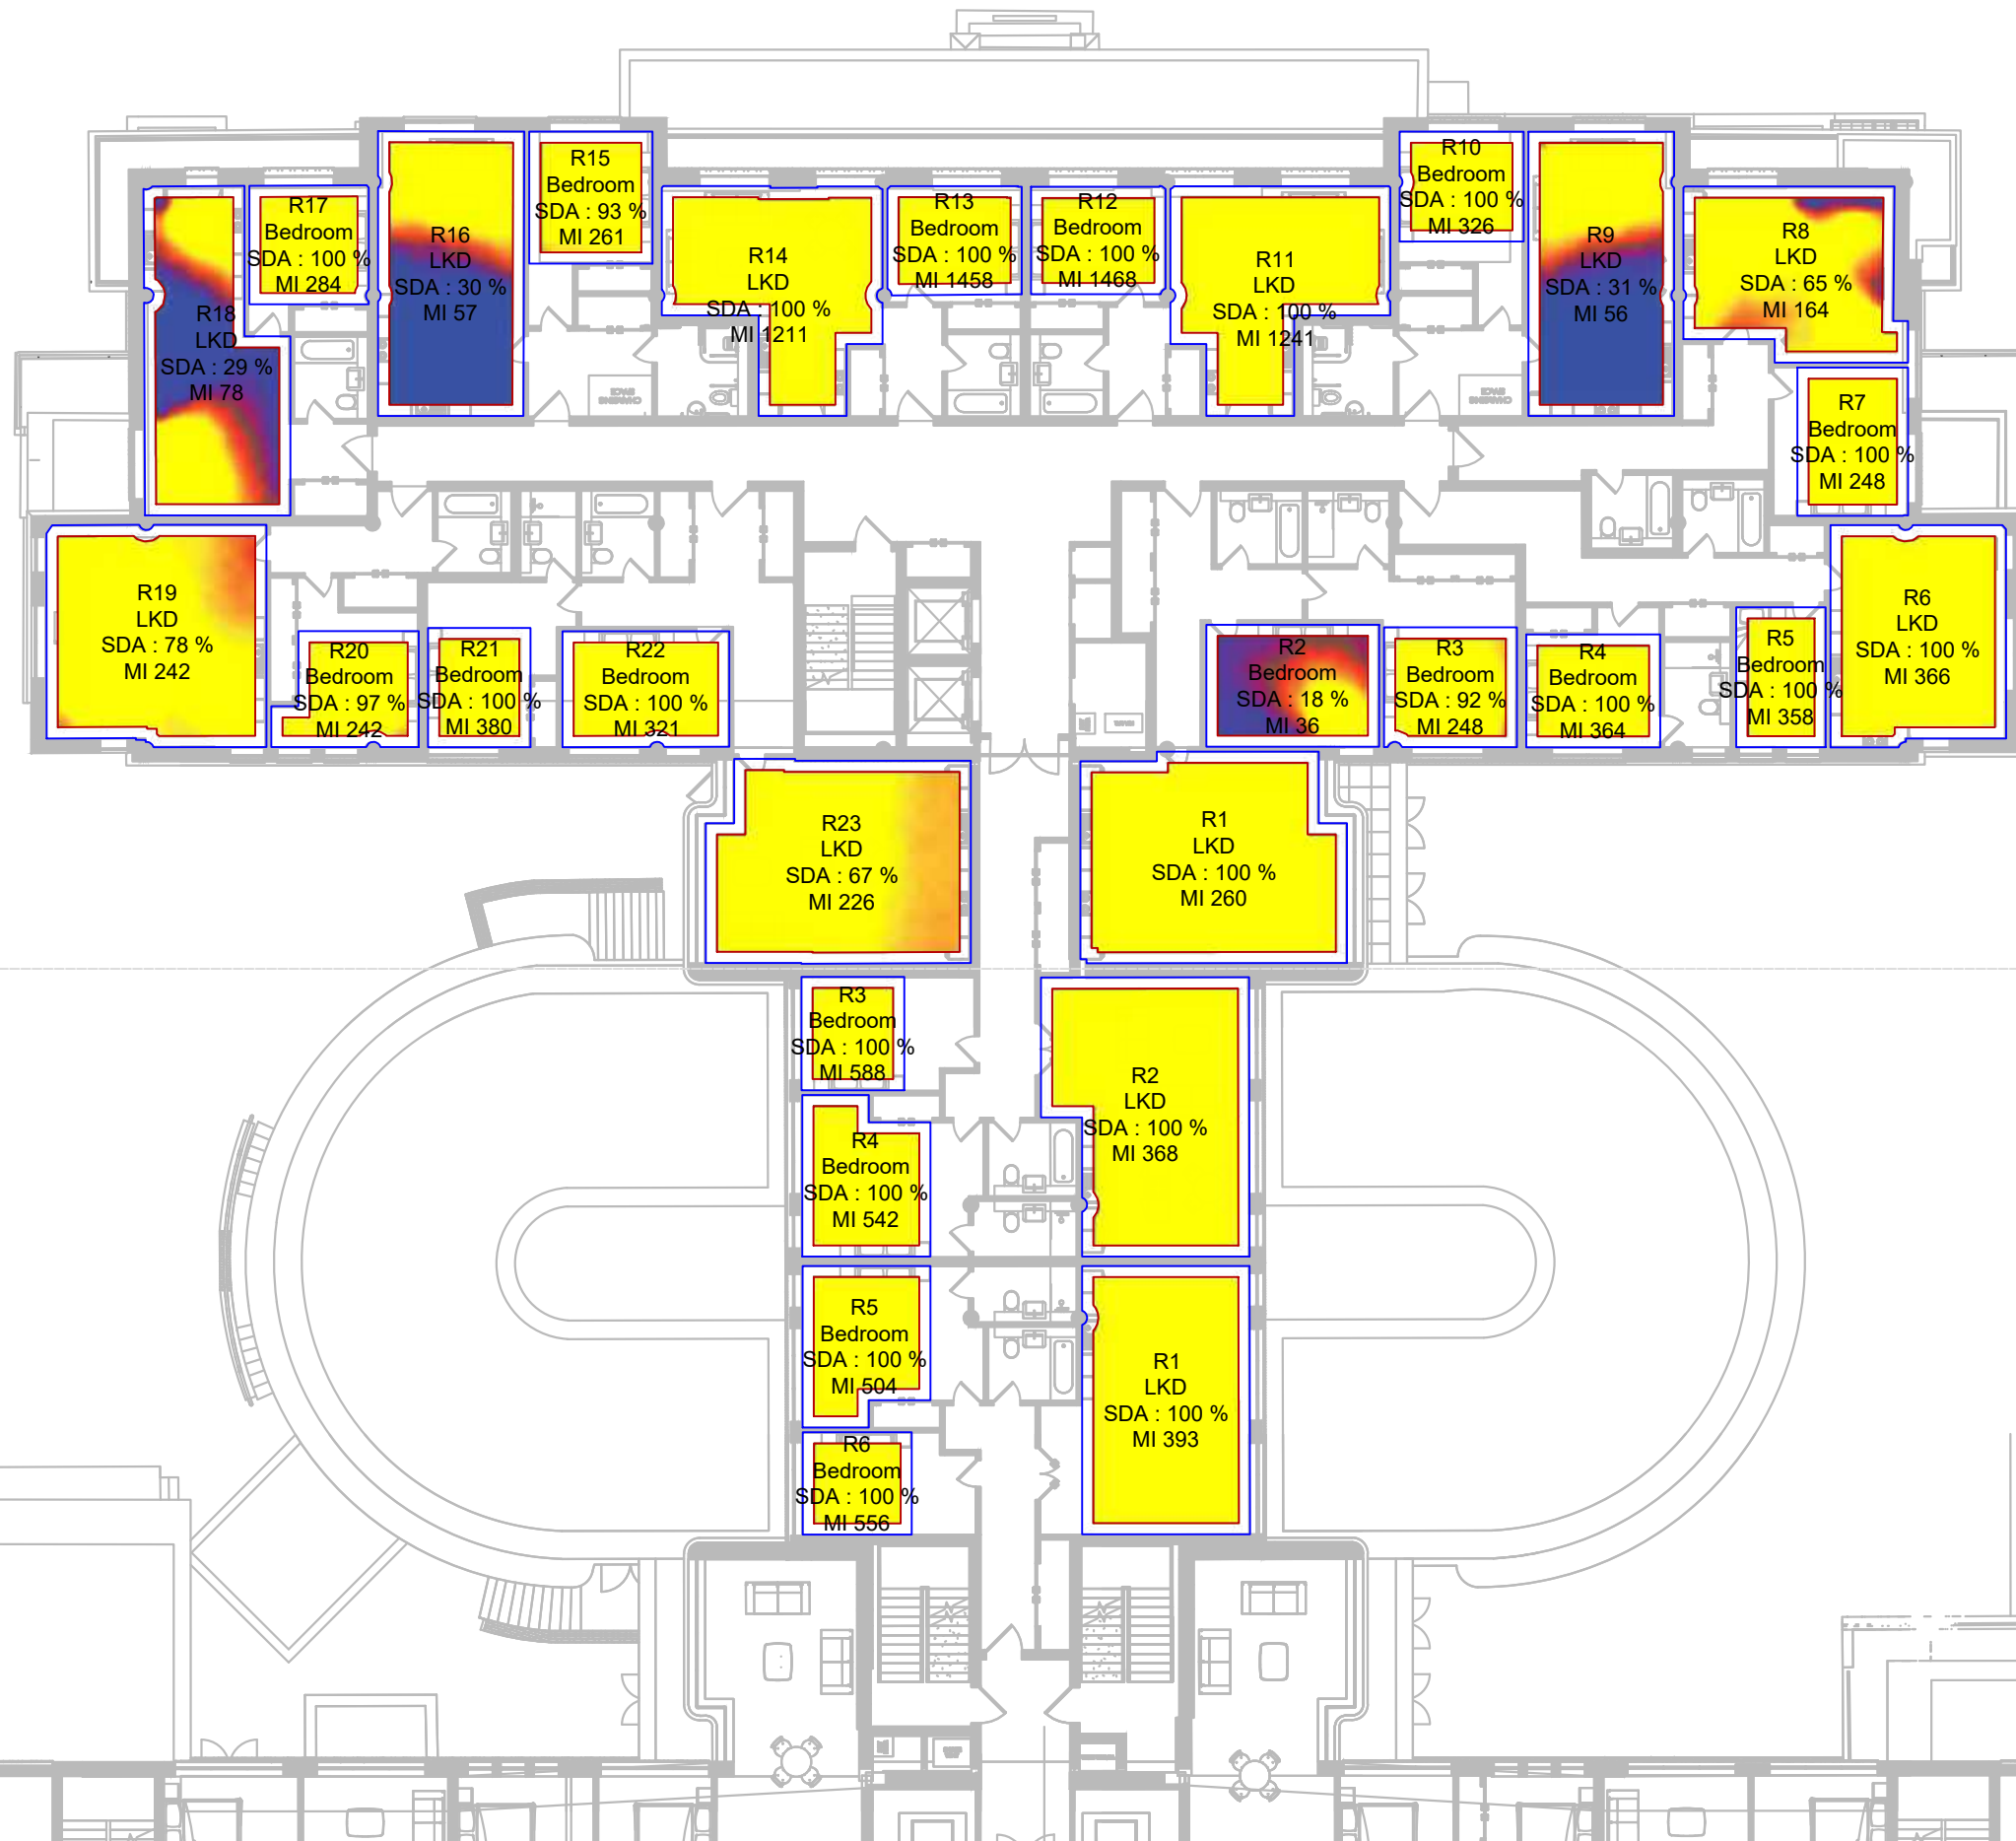 R10
Bedroom
SDA : 100 %
MI 326
R15
Bedroom
SDA : 93 %
MI 261
R17
Bedroom
SDA : 100 %
MI 284
R16
LKD
SDA : 30 %
MI 57
R13
Bedroom
SDA : 100 %
MI 1458
R12
Bedroom
SDA : 100 %
MI 1468
R14
LKD
SDA : 100 %
MI 1211
R11
LKD
SDA : 100 %
MI 1241
R9
LKD
SDA : 31 %
MI 56
R8
LKD
SDA : 65 %
MI 164
R18
LKD
SDA : 29 %
MI 78
R7
Bedroom
SDA : 100 %
MI 248
R19
LKD
SDA : 78 %
MI 242
R20
Bedroom
SDA : 97 %
MI 242
R21
Bedroom
SDA : 100 %
MI 380
R22
Bedroom
SDA : 100 %
MI 321
R2
Bedroom
SDA : 18 %
MI 36
R3
Bedroom
SDA : 92 %
MI 248
R4
Bedroom
SDA : 100 %
MI 364
R5
Bedroom
SDA : 100 %
MI 358
R6
LKD
SDA : 100 %
MI 366
R23
LKD
SDA : 67 %
MI 226
R1
LKD
SDA : 100 %
MI 260
R3
Bedroom
SDA : 100 %
MI 588
R2
LKD
SDA : 100 %
MI 368
R4
Bedroom
SDA : 100 %
MI 542
R5
Bedroom
SDA : 100 %
MI 504
R1
LKD
SDA : 100 %
MI 393
R6
Bedroom
SDA : 100 %
MI 556